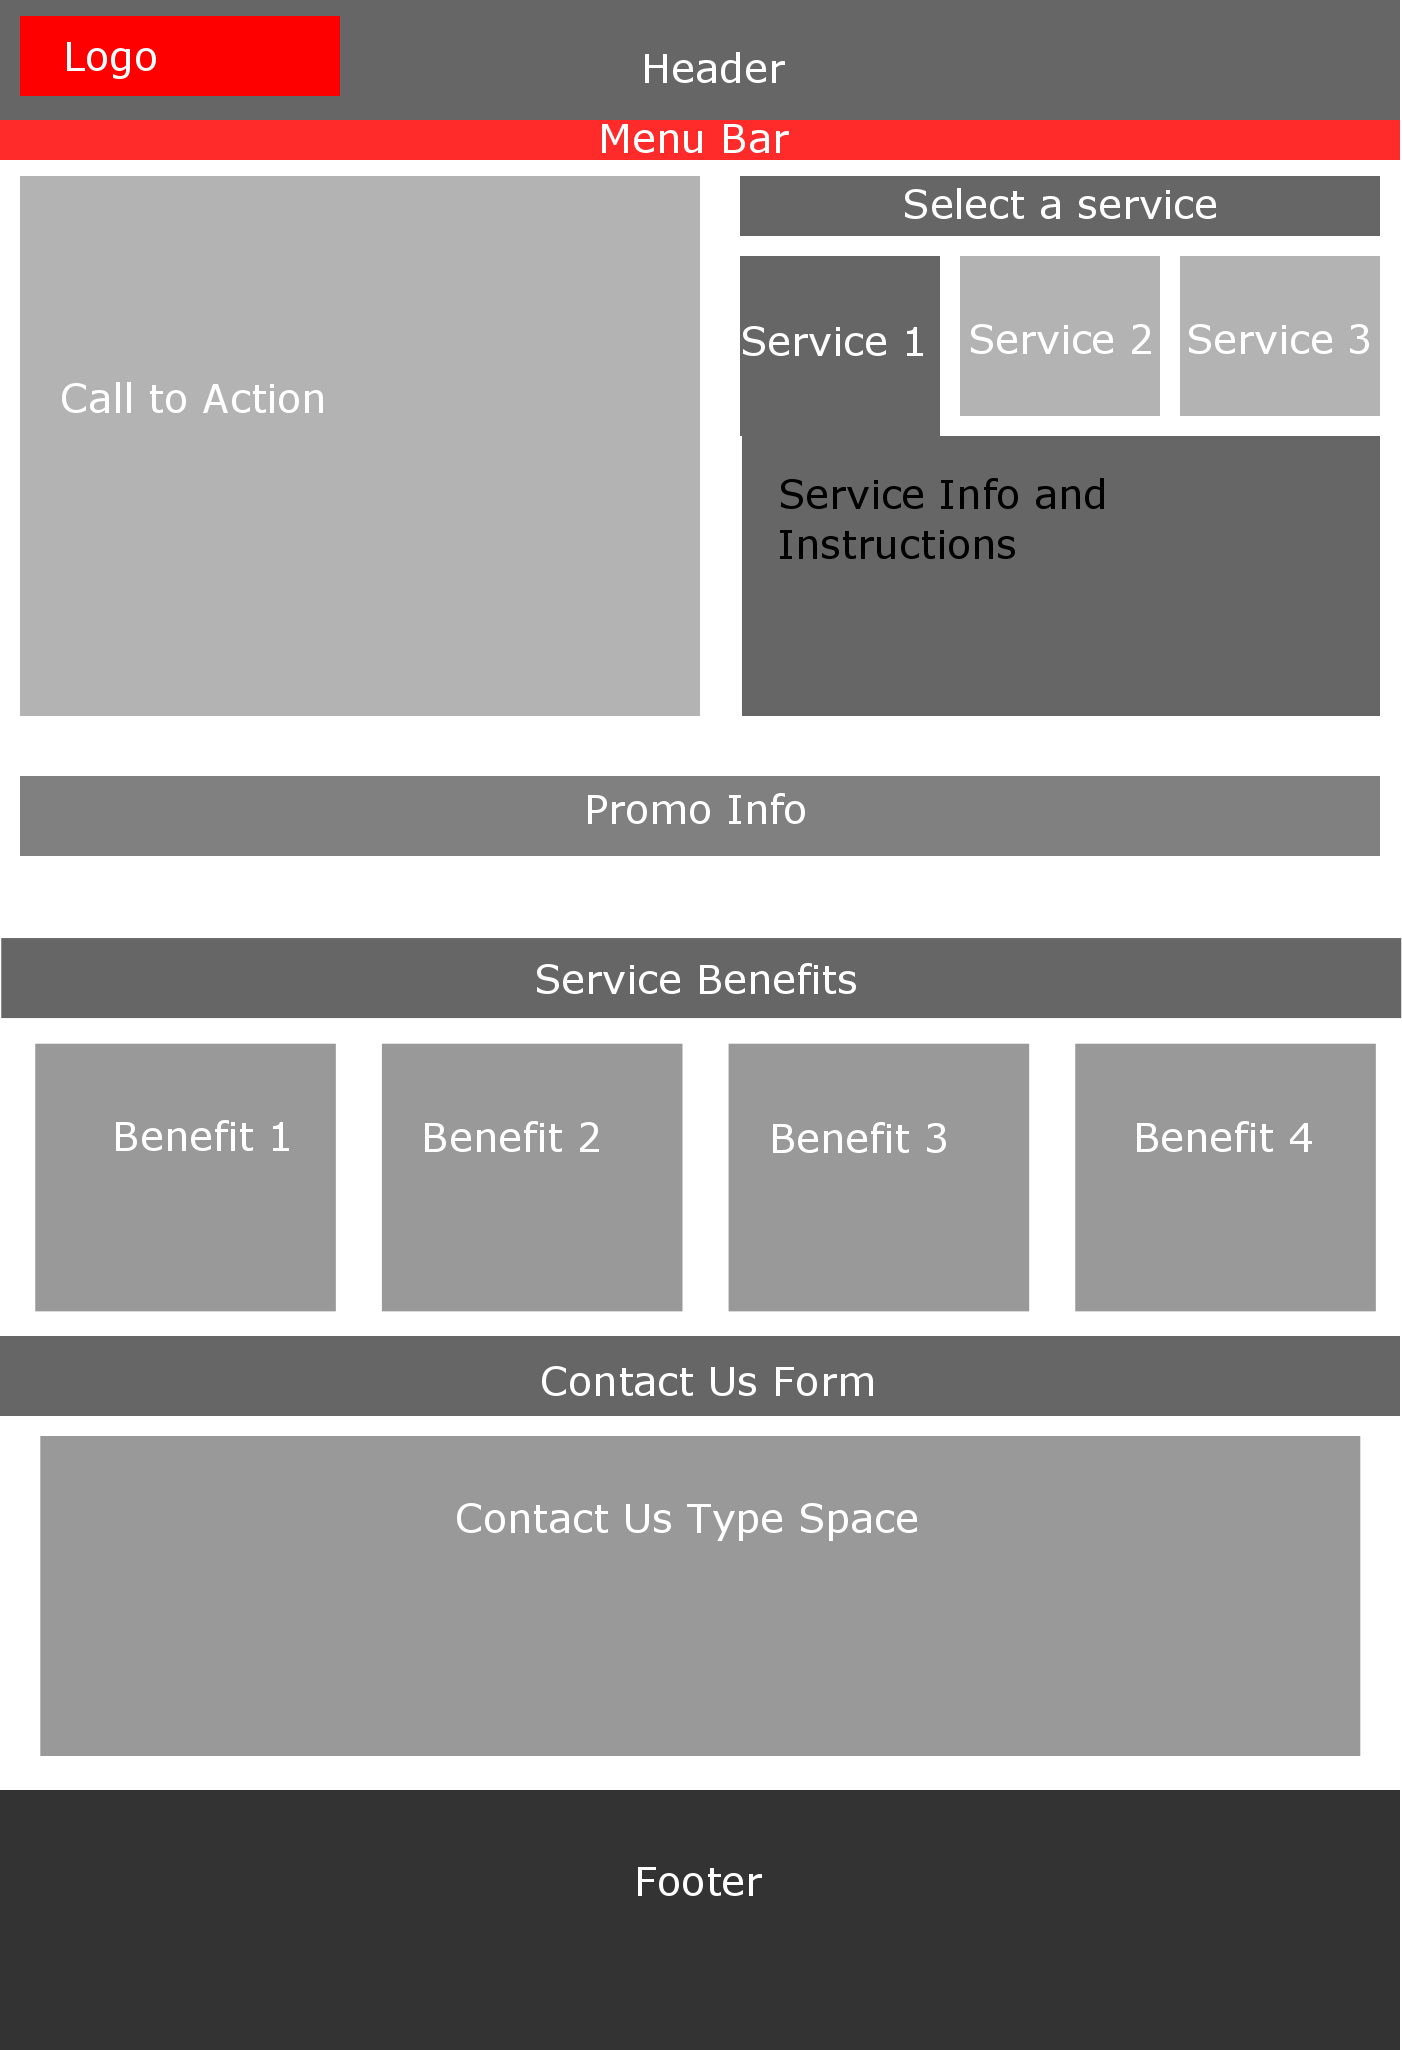 Logo
Header
Menu Bar
Select a service
Service 1
Service 2
Service 3
Call to Action
Service Info and
Instructions
Promo Info
Service Benefits
Benefit 1
Benefit 2
Benefit 3
Benefit 4
Contact Us Form
Contact Us Type Space
Footer